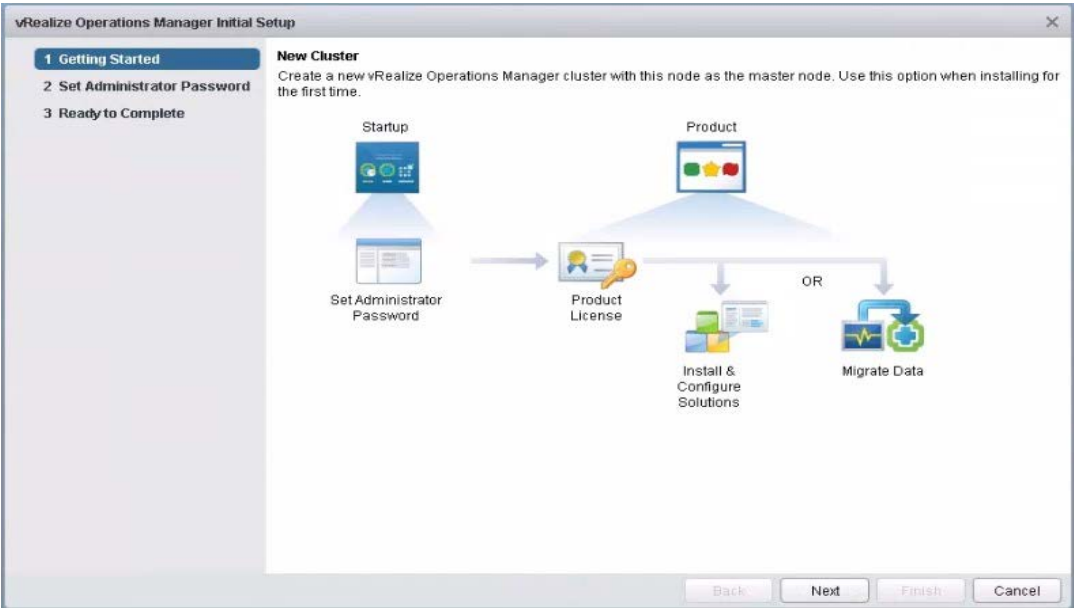 vRealize Operations Manager Initial Setup
1 Getting Started
2 Set Administrator Password
3 Ready to Complete
New Cluster
Create a new vRealize Operations Manager cluster with this node as the master node. Use this option when installing for
the first time.
Startup
Product
Set Administrator
Password
Product
License
OR
Install &
Configure
Solutions
Migrate Data
Back
Next
Finish
Cancel